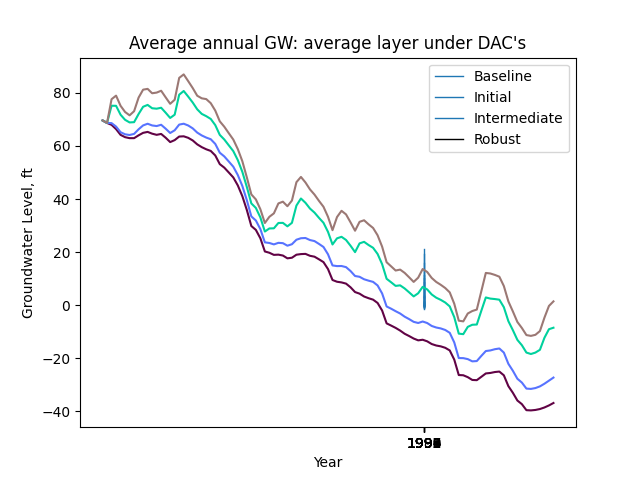 Average annual GW: average layer under DAC's
Baseline
Initial
Intermediate
Robust
Groundwater Level, ft
80
60
40
20
0
−20
−40
Year